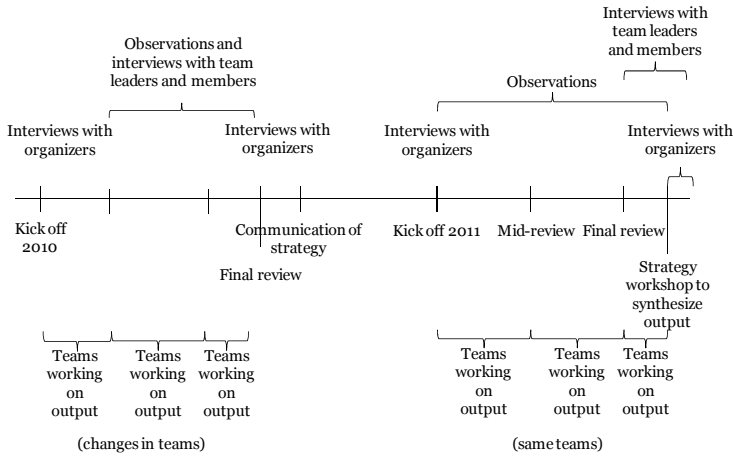 Interviews with
team leaders
and members
Observations and
interviews with team
leaders and members
Observations
Interviews with
organizers
Interviews with
organizers
Interviews with
organizers
Interviews with
organizers
Kick off
2010
Communication of
strategy
Final review
Kick off 2011
Mid-review
Final review
Strategy
workshop to
synthesize
output
Teams
working
on
output
Teams
working
on
output
Teams
working
on
output
(changes in teams)
Teams
working
on
output
Teams
working
on
output
Teams
working
on
output
(same teams)